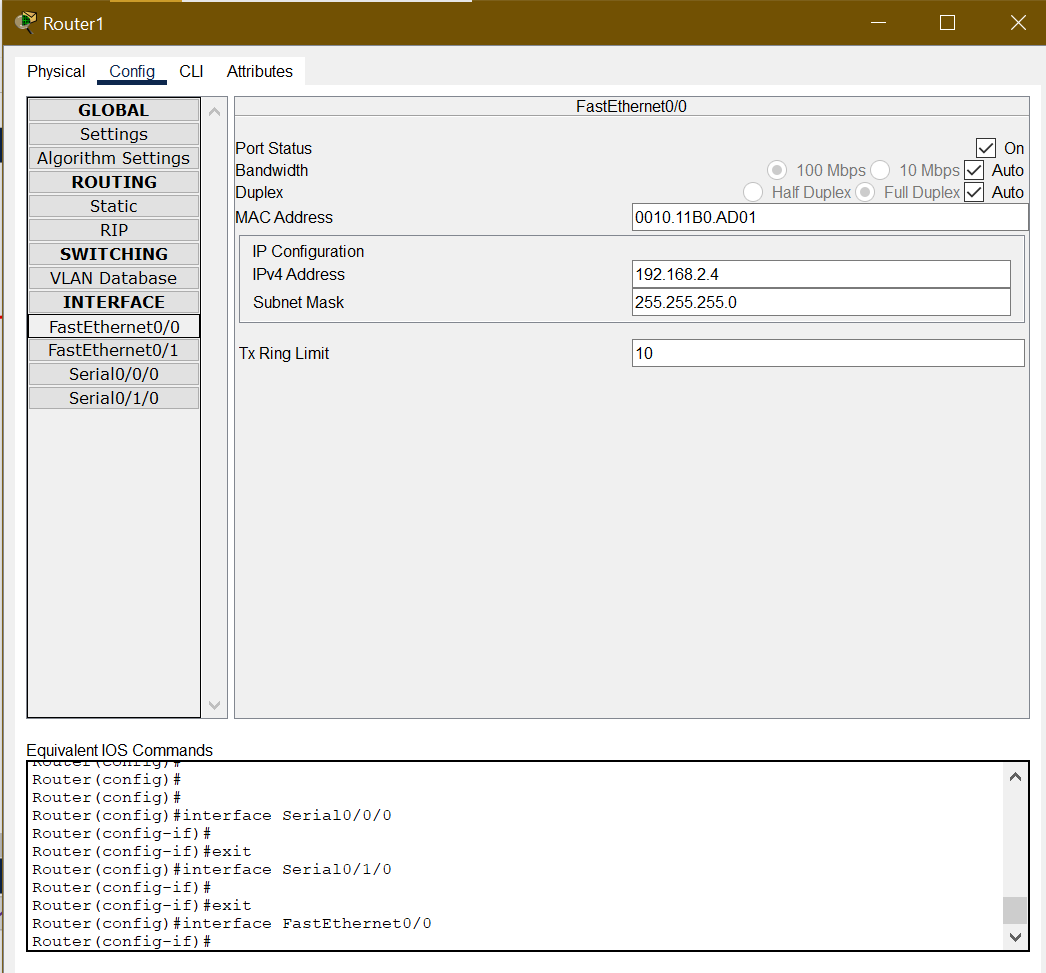 Router1
Physical Config CLI Attributes
GLOBAL
Settings
Algorithm Settings
ROUTING
Static
RIP
SWITCHING
VLAN Database
INTERFACE
FastEthernet0/0
FastEthernet0/1
Serial0/0/0
Serial0/1/0
FastEthernet0/0
Port Status On
Bandwidth 100 Mbps 10 Mbps Auto
Duplex Half Duplex Full Duplex Auto
MAC Address 0010.11B0.AD01
IP Configuration
IPv4 Address 192.168.2.4
Subnet Mask 255.255.255.0
Tx Ring Limit 10
Equivalent IOS Commands
Router(config)#
Router(config)#
Router(config)#
Router(config)#interface Serial0/0/0
Router(config-if)#
Router(config-if)#exit
Router(config)#interface Serial0/1/0
Router(config-if)#
Router(config-if)#exit
Router(config)#interface FastEthernet0/0
Router(config-if)#